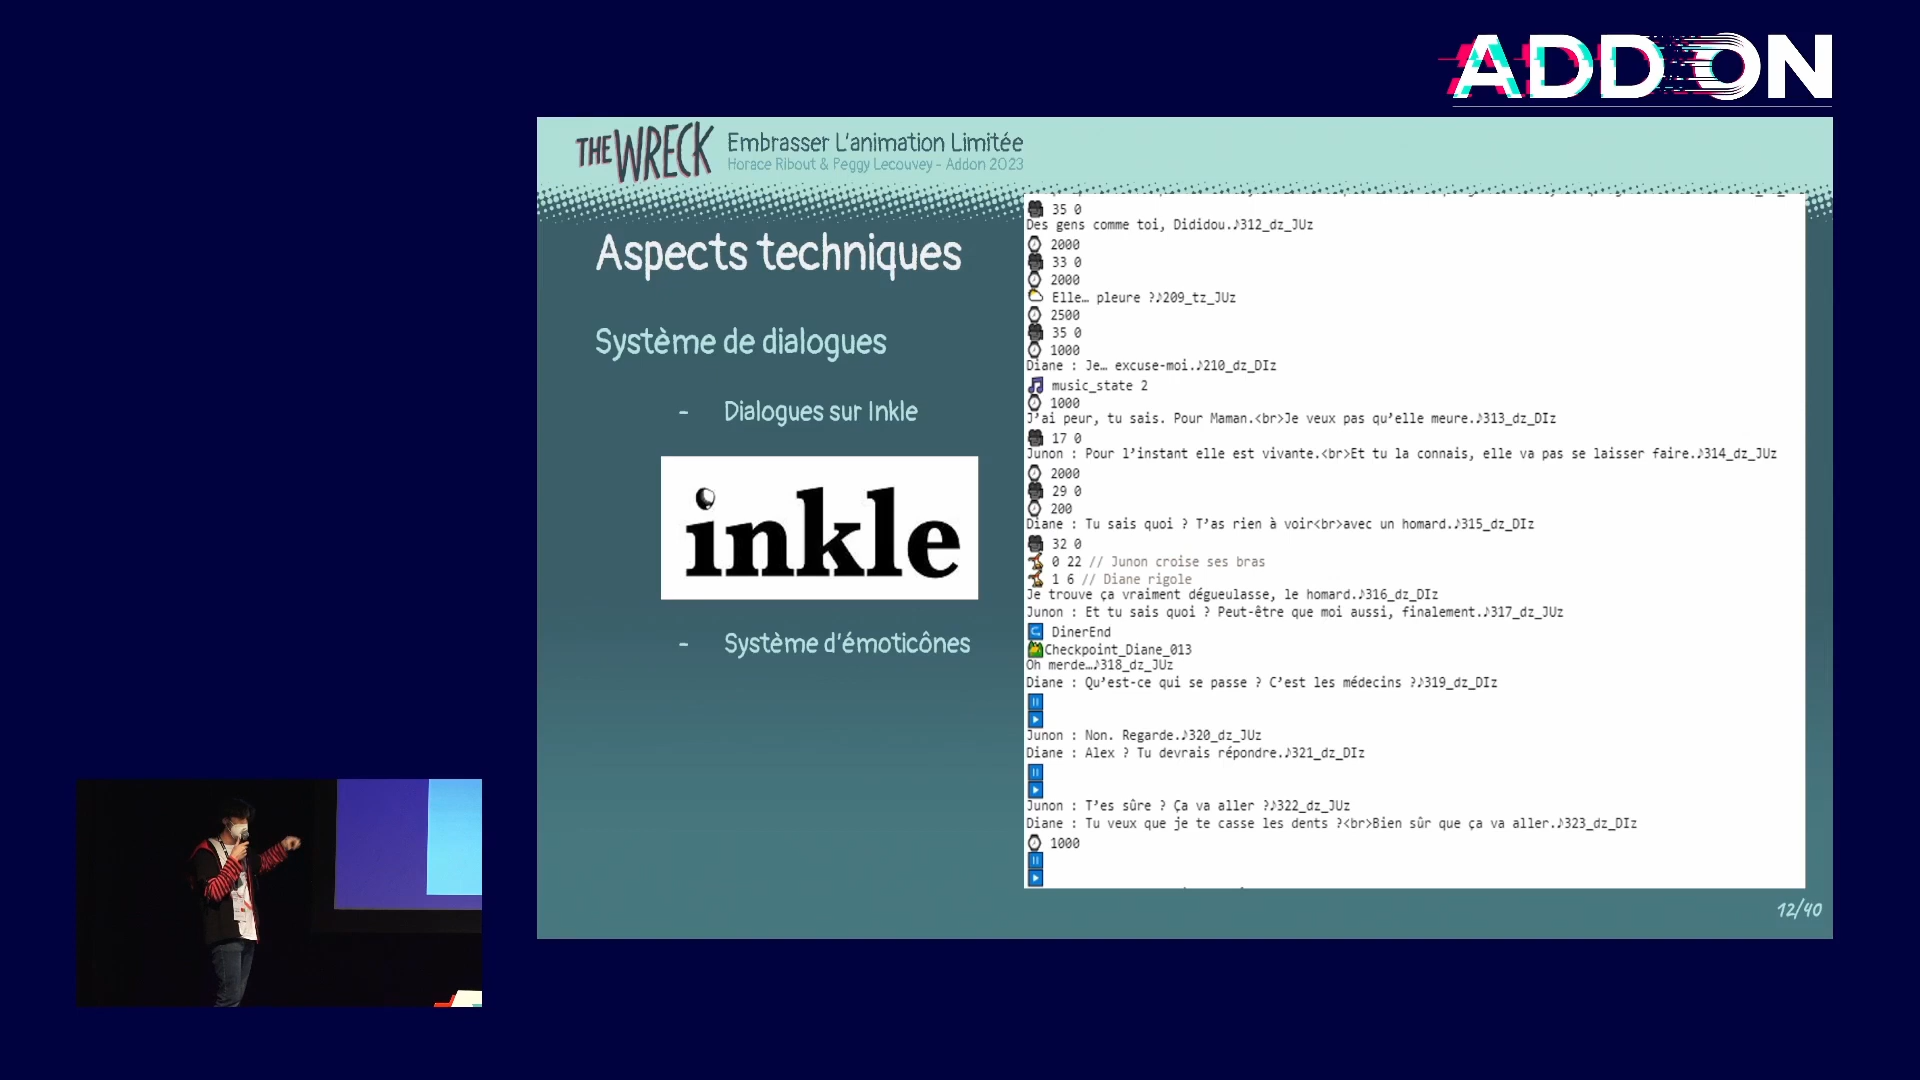 ADD ON
THE WRECK
Embrasser L'animation Limitée
Horace Ribout & Peggy Lecouvey - Addon 2023
Aspects techniques
Système de dialogues
- Dialogues sur Inkle
inkle
- Système d'émoticônes
35 0
Des gens comme toi, Dididou.♪312_dz_JUz
2000
33 0
2000
Elle… pleure ?♪209_tz_JUz
2500
35 0
1000
Diane : Je… excuse-moi.♪210_dz_DIz
music_state 2
1000
J'ai peur, tu sais. Pour Maman.<br>Je veux pas qu'elle meure.♪313_dz_DIz
17 0
Junon : Pour l'instant elle est vivante.<br>Et tu la connais, elle va pas se laisser faire.♪314_dz_JUz
2000
29 0
200
Diane : Tu sais quoi ? T'as rien à voir<br>avec un homard.♪315_dz_DIz
32 0
0 22 // Junon croise ses bras
1 6 // Diane rigole
Je trouve ça vraiment dégueulasse, le homard.♪316_dz_DIz
Junon : Et tu sais quoi ? Peut-être que moi aussi, finalement.♪317_dz_JUz
DinerEnd
Checkpoint_Diane_013
Oh merde…♪318_dz_JUz
Diane : Qu'est-ce qui se passe ? C'est les médecins ?♪319_dz_DIz
Junon : Non. Regarde.♪320_dz_JUz
Diane : Alex ? Tu devrais répondre.♪321_dz_DIz
Junon : T'es sûre ? Ça va aller ?♪322_dz_JUz
Diane : Tu veux que je te casse les dents ?<br>Bien sûr que ça va aller.♪323_dz_DIz
1000
12/40